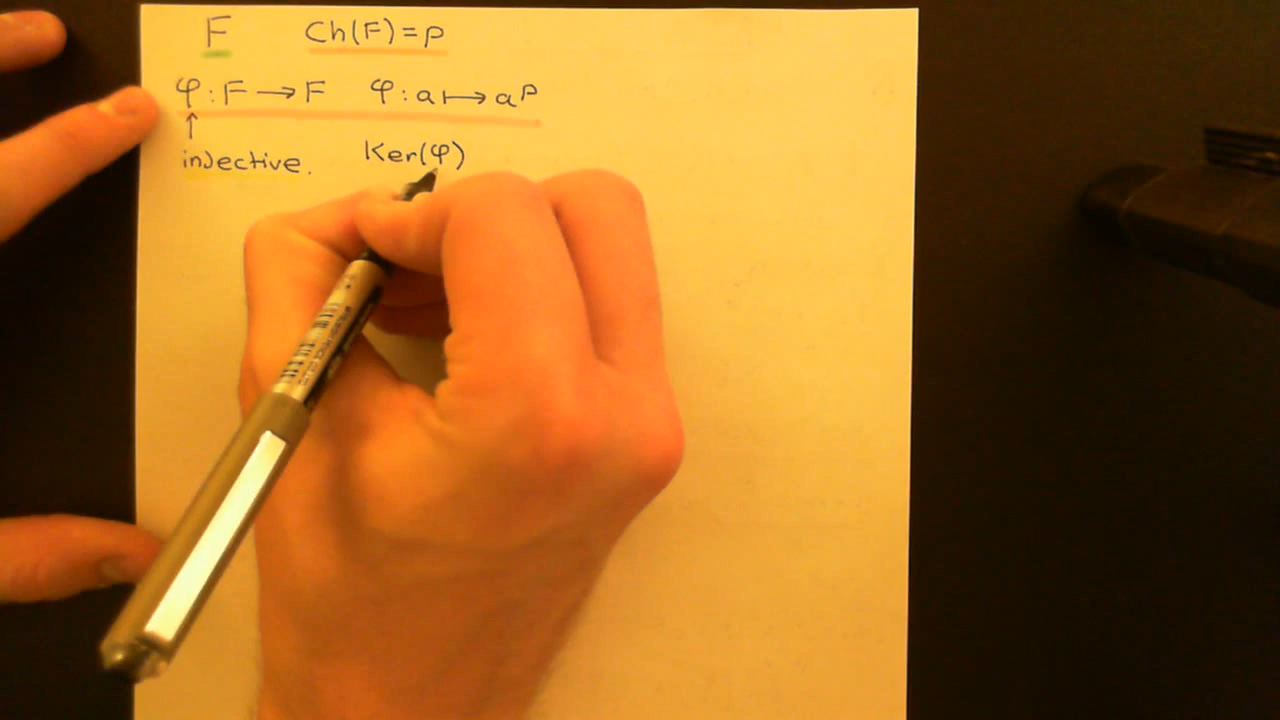 F Ch(F)=p
φ:F→F φ:a↦a^p
↑
injective. Ker(φ)